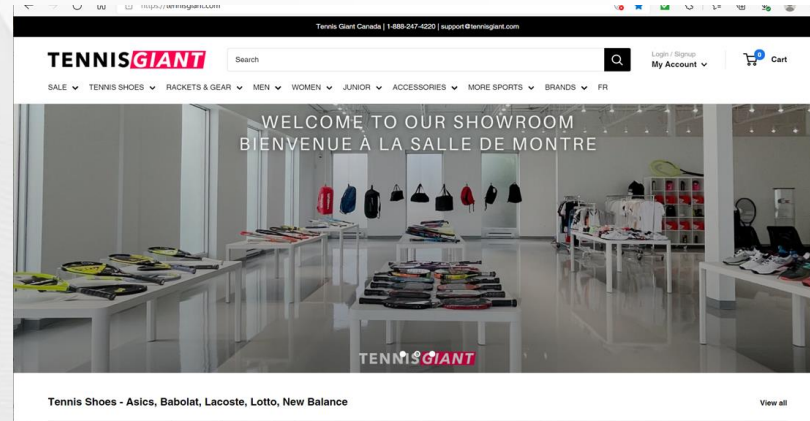 https://tennisgiant.com
Tennis Giant Canada | 1-888-247-4220 | support@tennisgiant.com
TENNISGIANT
Search
Login / Signup
My Account
0
Cart
SALE TENNIS SHOES RACKETS & GEAR MEN WOMEN JUNIOR ACCESSORIES MORE SPORTS BRANDS FR
WELCOME TO OUR SHOWROOM
BIENVENUE À LA SALLE DE MONTRE
TENNISGIANT
Tennis Shoes - Asics, Babolat, Lacoste, Lotto, New Balance
View all